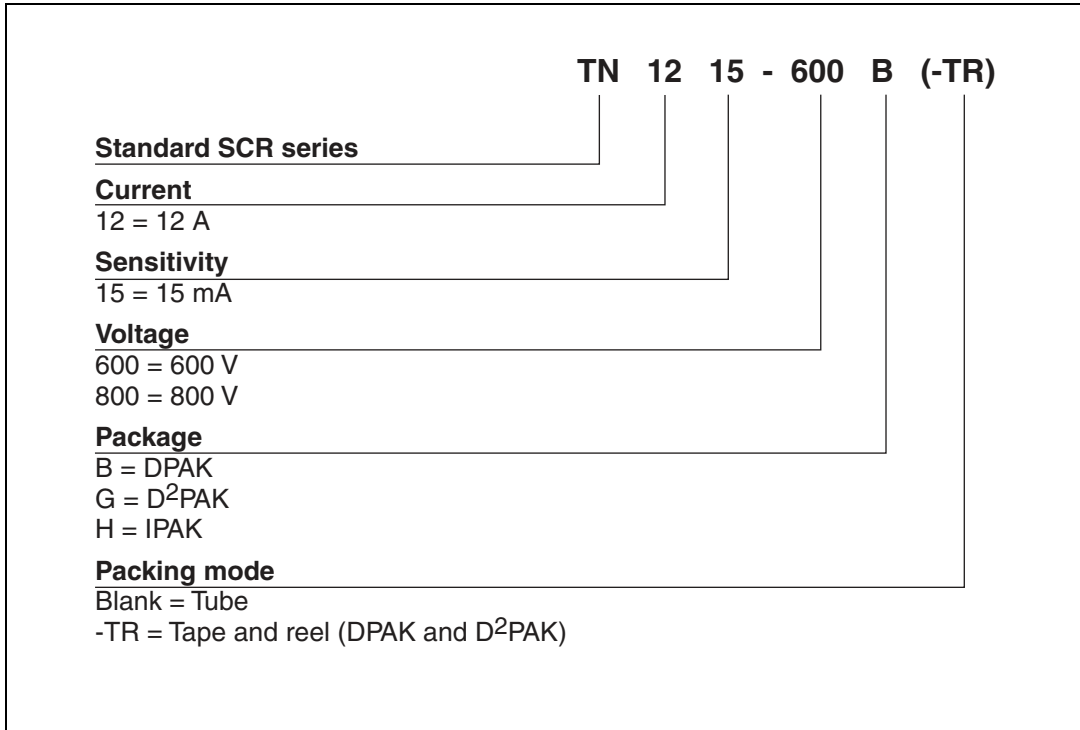 TN 12 15 - 600 B (-TR)
Standard SCR series
Current
12 = 12 A
Sensitivity
15 = 15 mA
Voltage
600 = 600 V
800 = 800 V
Package
B = DPAK
G = D²PAK
H = IPAK
Packing mode
Blank = Tube
-TR = Tape and reel (DPAK and D²PAK)